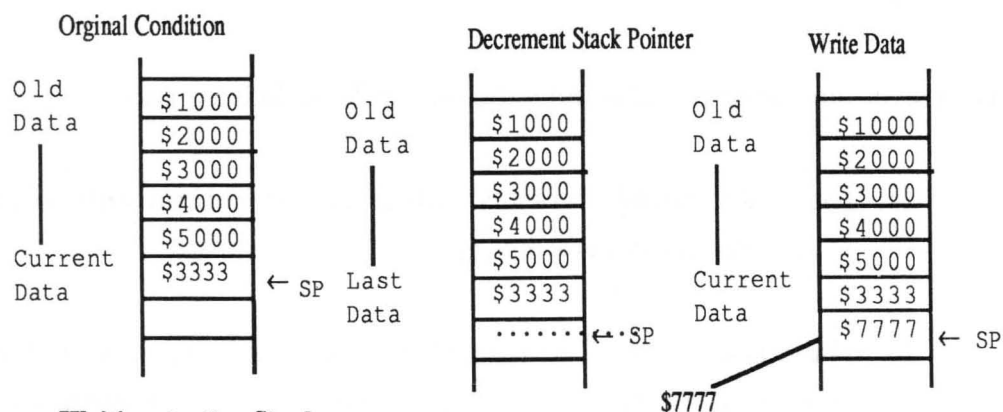 Orginal Condition
Old
Data
$1000
$2000
$3000
$4000
$5000
$3333
Current
Data
← SP
Decrement Stack Pointer
Old
Data
$1000
$2000
$3000
$4000
$5000
$3333
Last
Data
← SP
Write Data
Old
Data
$1000
$2000
$3000
$4000
$5000
$3333
$7777
Current
Data
← SP
$7777